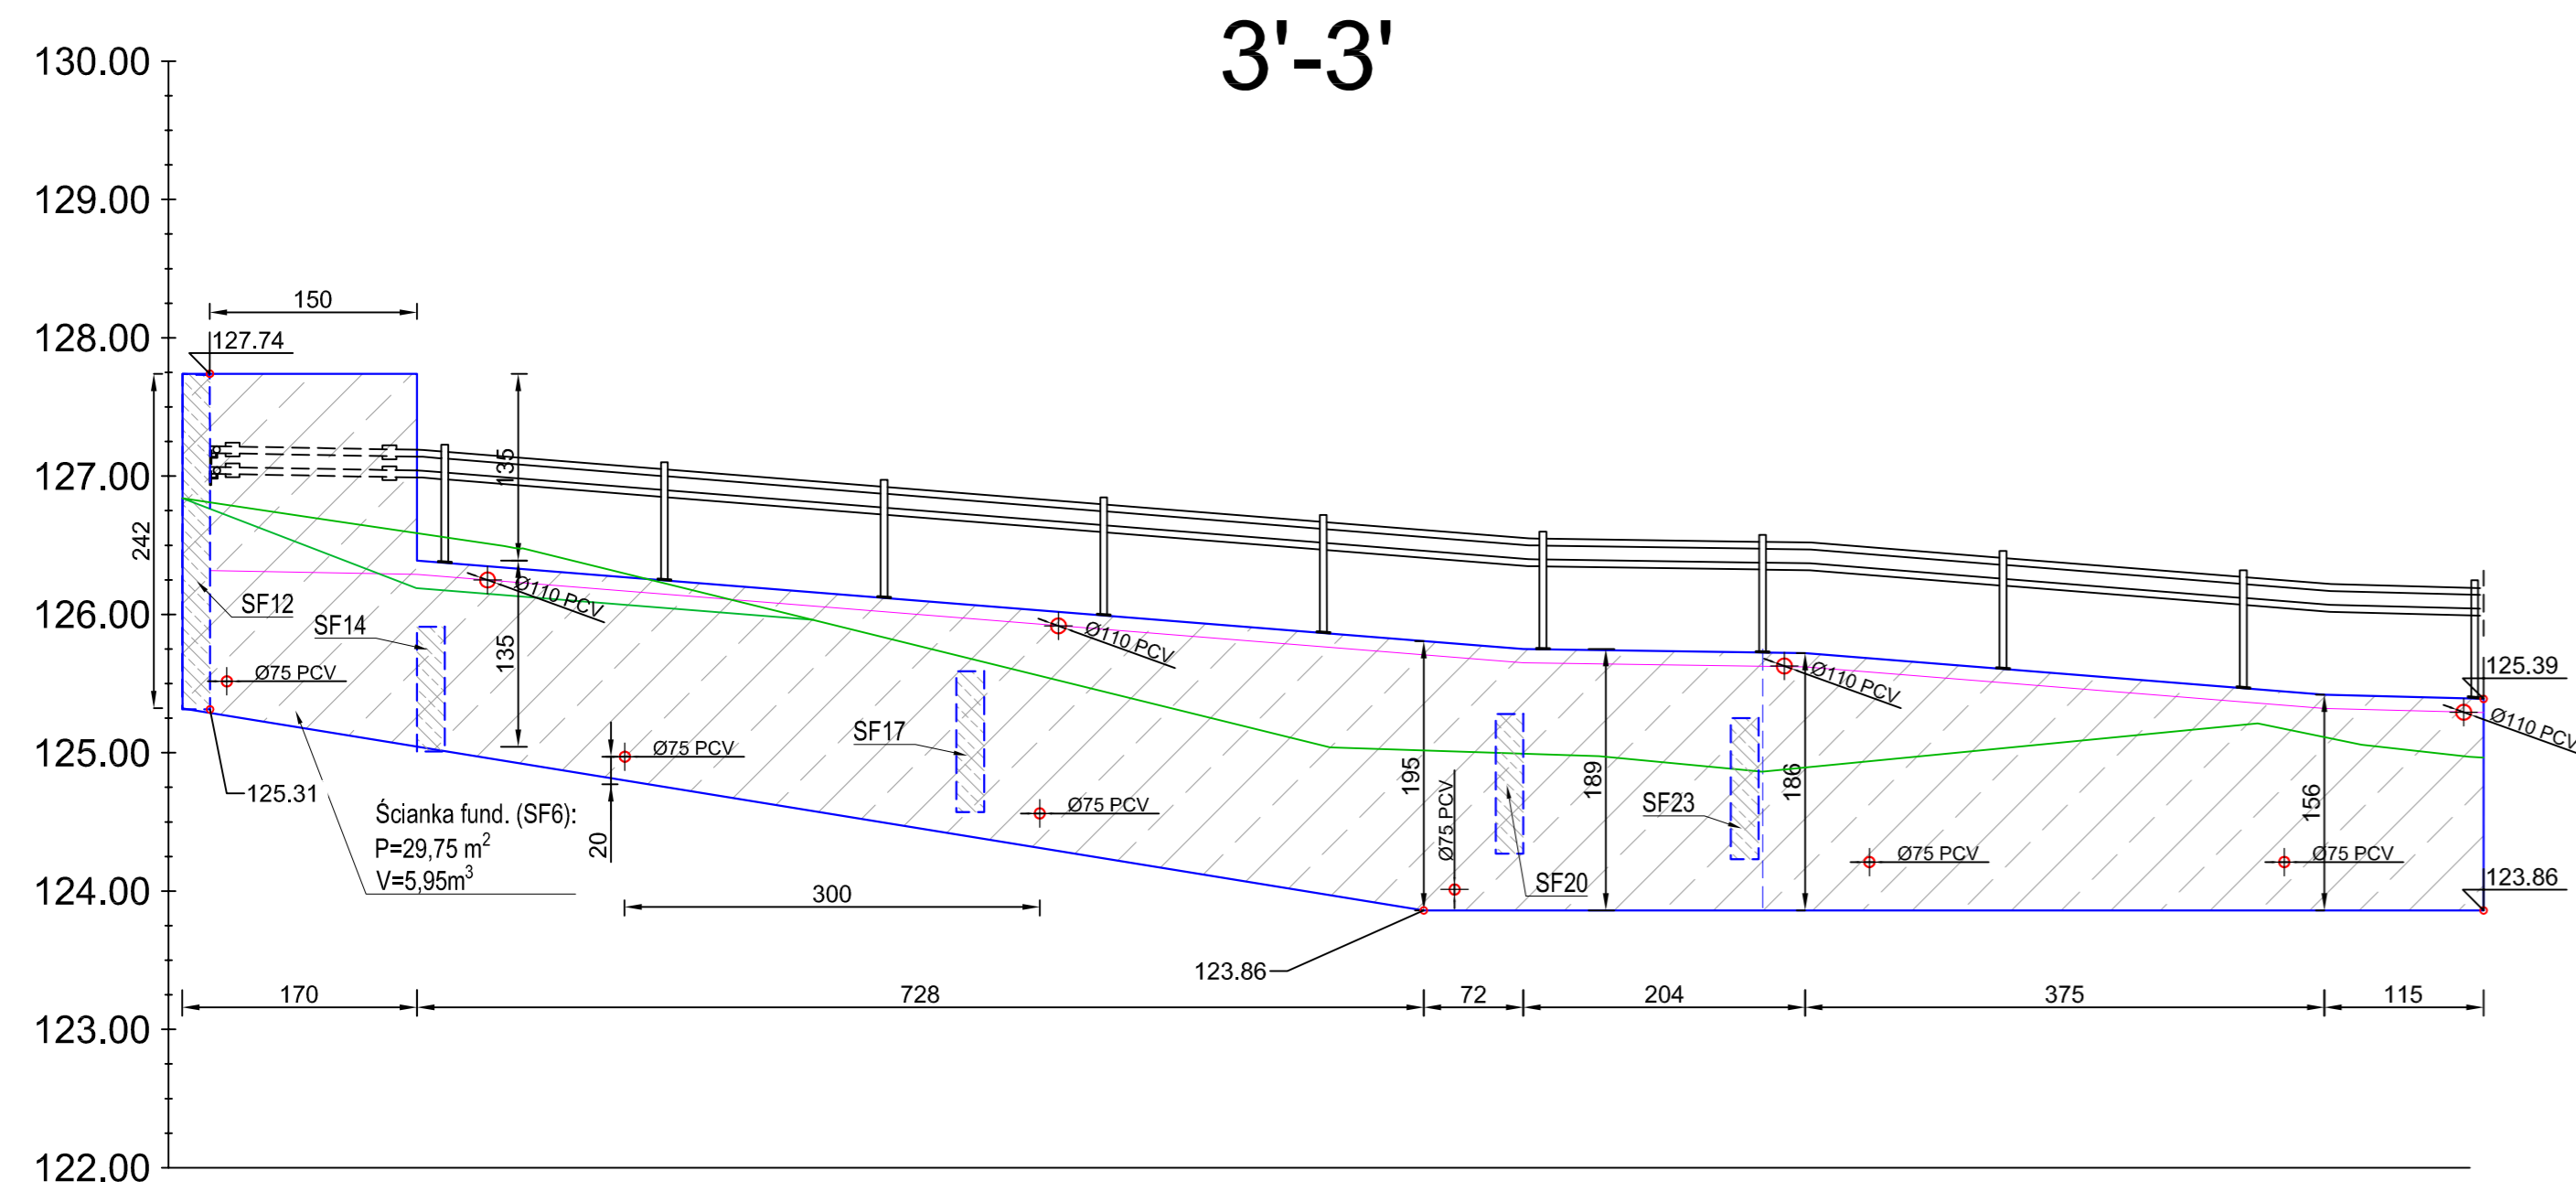 3'-3'
130.00
129.00
128.00
127.00
126.00
125.00
124.00
123.00
122.00
150
127.74
242
135
135
SF12
SF14
Ø75 PCV
125.31
Ścianka fund. (SF6):
P=29,75 m²
V=5,95m³
Ø110 PCV
Ø75 PCV
20
300
SF17
Ø110 PCV
Ø75 PCV
195
Ø75 PCV
123.86
SF20
189
SF23
186
Ø110 PCV
Ø75 PCV
Ø75 PCV
156
125.39
Ø110 PCV
123.86
170
728
72
204
375
115